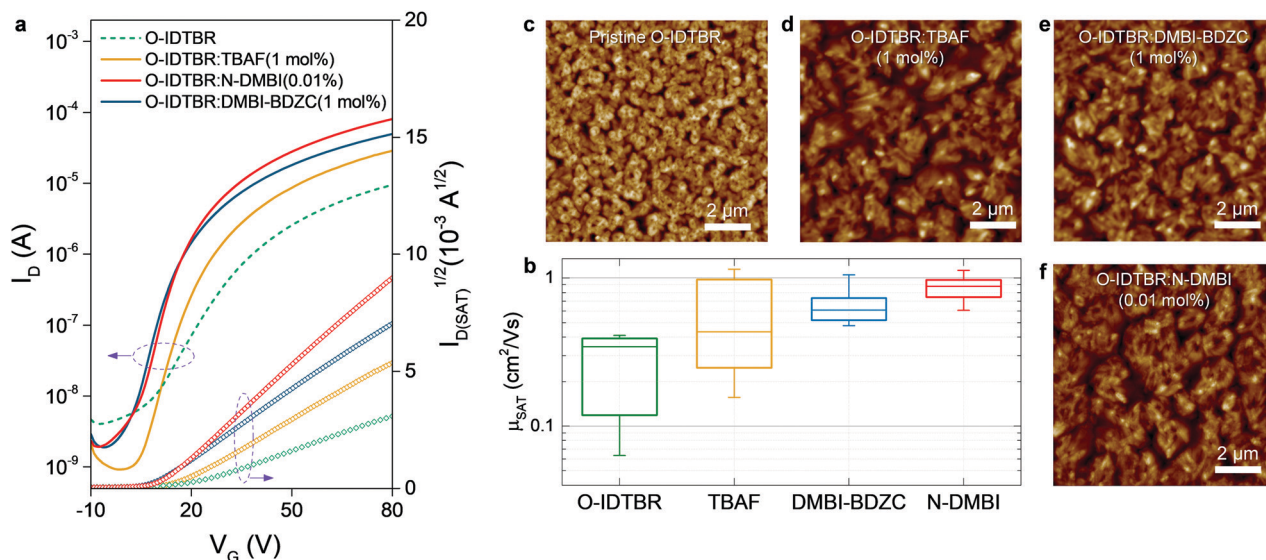 a
10⁻³
10⁻⁴
10⁻⁵
10⁻⁶
10⁻⁷
10⁻⁸
10⁻⁹
I_D (A)
O-IDTBR
O-IDTBR:TBAF(1 mol%)
O-IDTBR:N-DMBI(0.01%)
O-IDTBR:DMBI-BDZC(1 mol%)
20
15
10
5
0
I_D(SAT)^1/2(10⁻³ A^1/2)
-10 20 50 80
V_G (V)
c
Pristine O-IDTBR
2 µm
d
O-IDTBR:TBAF
(1 mol%)
2 µm
e
O-IDTBR:DMBI-BDZC
(1 mol%)
2 µm
b
1
0.1
µ_SAT (cm²/Vs)
O-IDTBR TBAF DMBI-BDZC N-DMBI
f
O-IDTBR:N-DMBI
(0.01 mol%)
2 µm